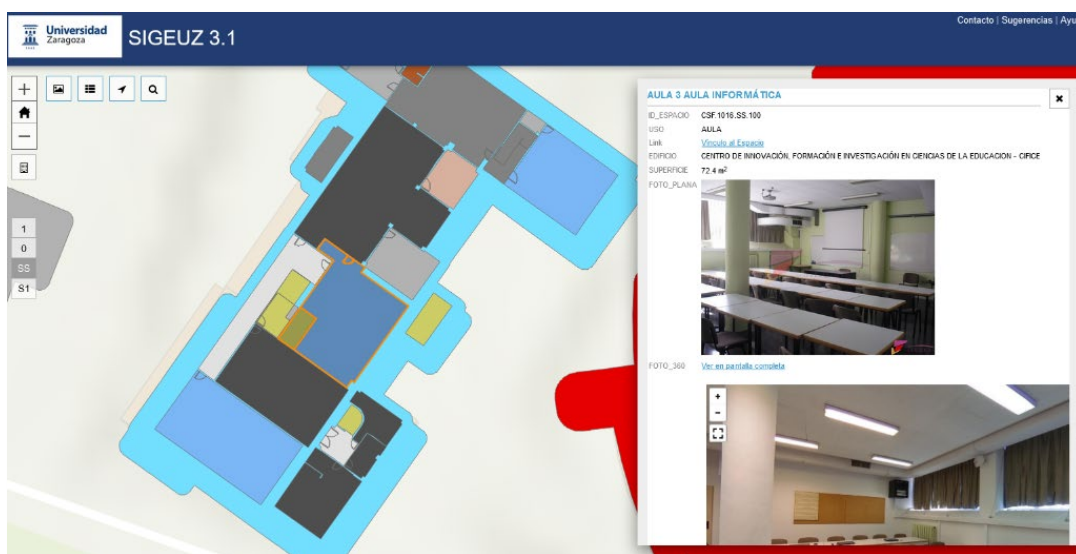 Universidad
Zaragoza
SIGEUZ 3.1
Contacto | Sugerencias | Ayu
AULA 3 AULA INFORMÁTICA
ID_ESPACIO CSF.1016.SS.100
USO AULA
Link Vínculo al Espacio
EDIFICIO CENTRO DE INNOVACIÓN, FORMACIÓN E INVESTIGACIÓN EN CIENCIAS DE LA EDUCACION - CIFICE
SUPERFICIE 72.4 m²
FOTO_PLANA
FOTO_360 Ver en pantalla completa
1
0
SS
S1